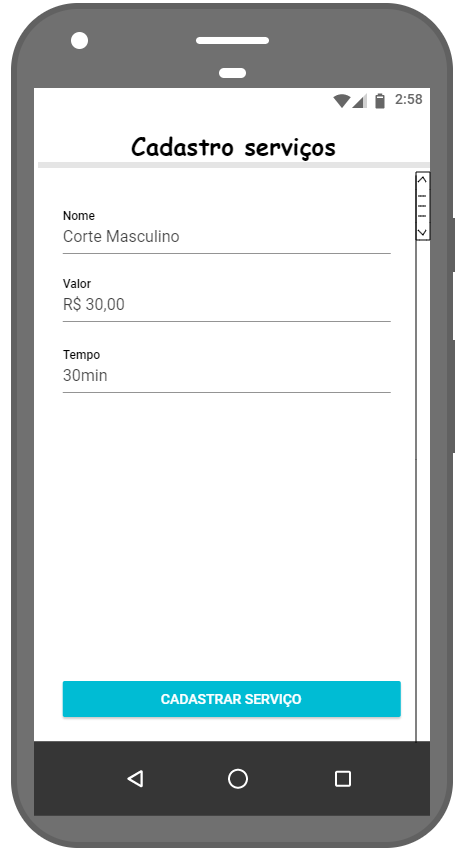 2:58
Cadastro serviços
Nome
Corte Masculino
Valor
R$ 30,00
Tempo
30min
CADASTRAR SERVIÇO